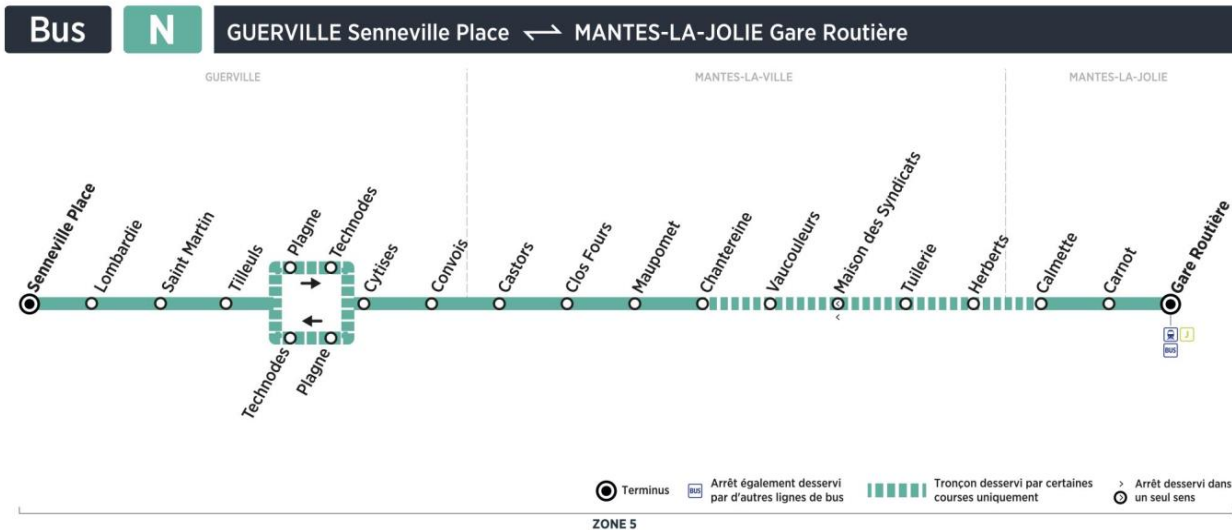 Bus N GUERVILLE Senneville Place MANTES-LA-JOLIE Gare Routière
GUERVILLE
MANTES-LA-VILLE
MANTES-LA-JOLIE
Senneville Place
Lombardie
Saint Martin
Tilleuls
Plagne
Technodes
Technodes
Plagne
Cytises
Convois
Castors
Clos Fours
Maupomet
Chantereine
Vaucouleurs
Maison des Syndicats
Tuilerie
Herberts
Calmette
Carnot
Gare Routière
J
BUS
Terminus
BUS
Arrêt également desservi
par d'autres lignes de bus
Tronçon desservi par certaines
courses uniquement
Arrêt desservi dans
un seul sens
ZONE 5